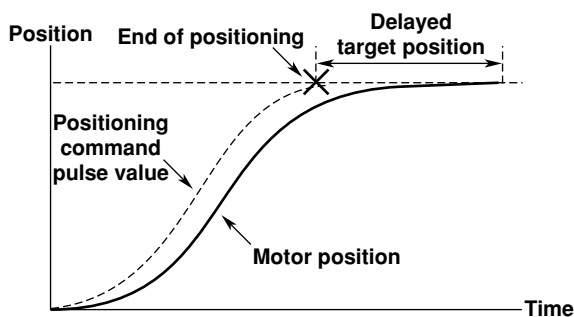 Position
End of positioning
Delayed
target position
Positioning
command
pulse value
Motor position
Time